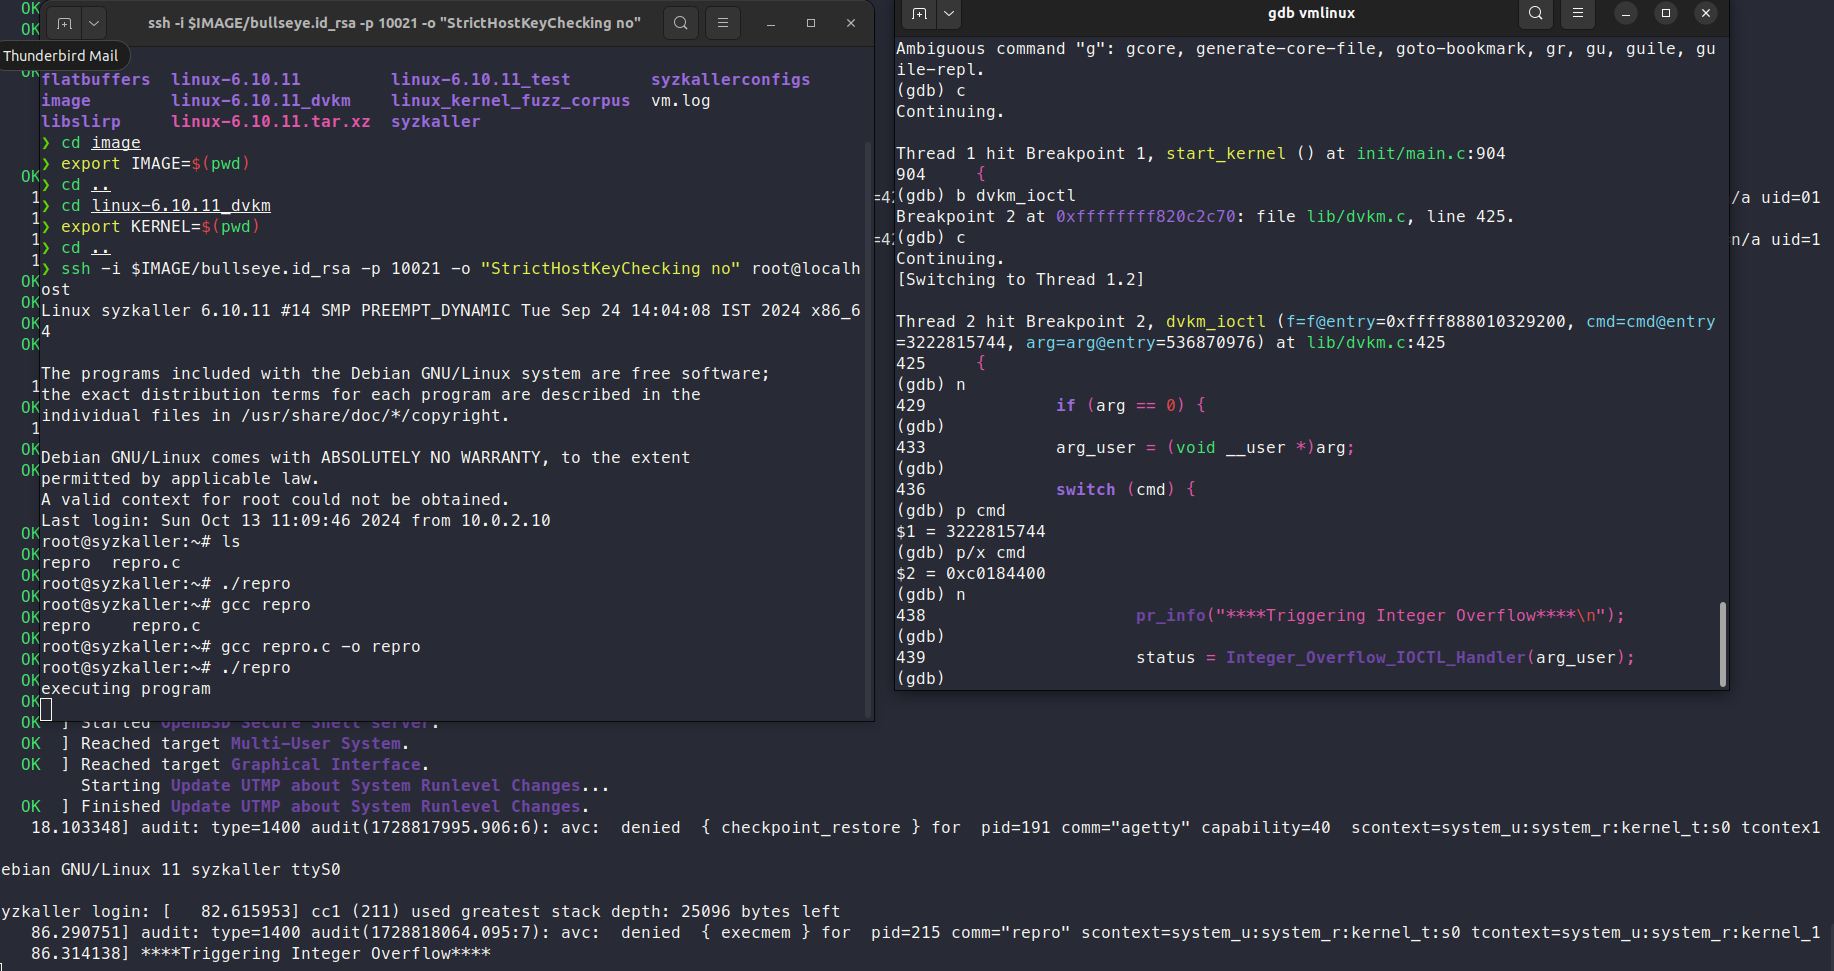 ssh -i $IMAGE/bullseye.id_rsa -p 10021 -o "StrictHostKeyChecking no"
Thunderbird Mail
flatbuffers  linux-6.10.11         linux-6.10.11_test        syzkallerconfigs
image        linux-6.10.11_dvkm    linux_kernel_fuzz_corpus  vm.log
libslirp     linux-6.10.11.tar.xz  syzkaller
❯ cd image
❯ export IMAGE=$(pwd)
❯ cd ..
❯ cd linux-6.10.11_dvkm
❯ export KERNEL=$(pwd)
❯ cd ..
❯ ssh -i $IMAGE/bullseye.id_rsa -p 10021 -o "StrictHostKeyChecking no" root@localh
ost
Linux syzkaller 6.10.11 #14 SMP PREEMPT_DYNAMIC Tue Sep 24 14:04:08 IST 2024 x86_6
4
The programs included with the Debian GNU/Linux system are free software;
the exact distribution terms for each program are described in the
individual files in /usr/share/doc/*/copyright.
Debian GNU/Linux comes with ABSOLUTELY NO WARRANTY, to the extent
permitted by applicable law.
A valid context for root could not be obtained.
Last login: Sun Oct 13 11:09:46 2024 from 10.0.2.10
root@syzkaller:~# ls
repro  repro.c
root@syzkaller:~# ./repro
root@syzkaller:~# gcc repro
repro    repro.c
root@syzkaller:~# gcc repro.c -o repro
root@syzkaller:~# ./repro
executing program
gdb vmlinux
Ambiguous command "g": gcore, generate-core-file, goto-bookmark, gr, gu, guile, gu
ile-repl.
(gdb) c
Continuing.
Thread 1 hit Breakpoint 1, start_kernel () at init/main.c:904
904     {
(gdb) b dvkm_ioctl
Breakpoint 2 at 0xffffffff820c2c70: file lib/dvkm.c, line 425.
(gdb) c
Continuing.
[Switching to Thread 1.2]
Thread 2 hit Breakpoint 2, dvkm_ioctl (f=f@entry=0xffff888010329200, cmd=cmd@entry
=3222815744, arg=arg@entry=536870976) at lib/dvkm.c:425
425     {
(gdb) n
429             if (arg == 0) {
(gdb)
433             arg_user = (void __user *)arg;
(gdb)
436             switch (cmd) {
(gdb) p cmd
$1 = 3222815744
(gdb) p/x cmd
$2 = 0xc0184400
(gdb) n
438                     pr_info("****Triggering Integer Overflow****\n");
(gdb)
439                     status = Integer_Overflow_IOCTL_Handler(arg_user);
(gdb)
/a uid=01
n/a uid=1
OK  ] Started OpenBSD Secure Shell server.
OK  ] Reached target Multi-User System.
OK  ] Reached target Graphical Interface.
Starting Update UTMP about System Runlevel Changes...
OK  ] Finished Update UTMP about System Runlevel Changes.
18.103348] audit: type=1400 audit(1728817995.906:6): avc:  denied  { checkpoint_restore } for  pid=191 comm="agetty" capability=40  scontext=system_u:system_r:kernel_t:s0 tcontex1
ebian GNU/Linux 11 syzkaller ttyS0
yzkaller login: [   82.615953] cc1 (211) used greatest stack depth: 25096 bytes left
86.290751] audit: type=1400 audit(1728818064.095:7): avc:  denied  { execmem } for  pid=215 comm="repro" scontext=system_u:system_r:kernel_t:s0 tcontext=system_u:system_r:kernel_1
86.314138] ****Triggering Integer Overflow****